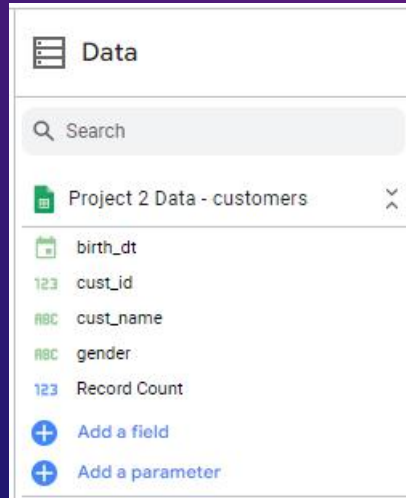 Data
Search
Project 2 Data - customers
birth_dt
123 cust_id
ABC cust_name
ABC gender
123 Record Count
Add a field
Add a parameter